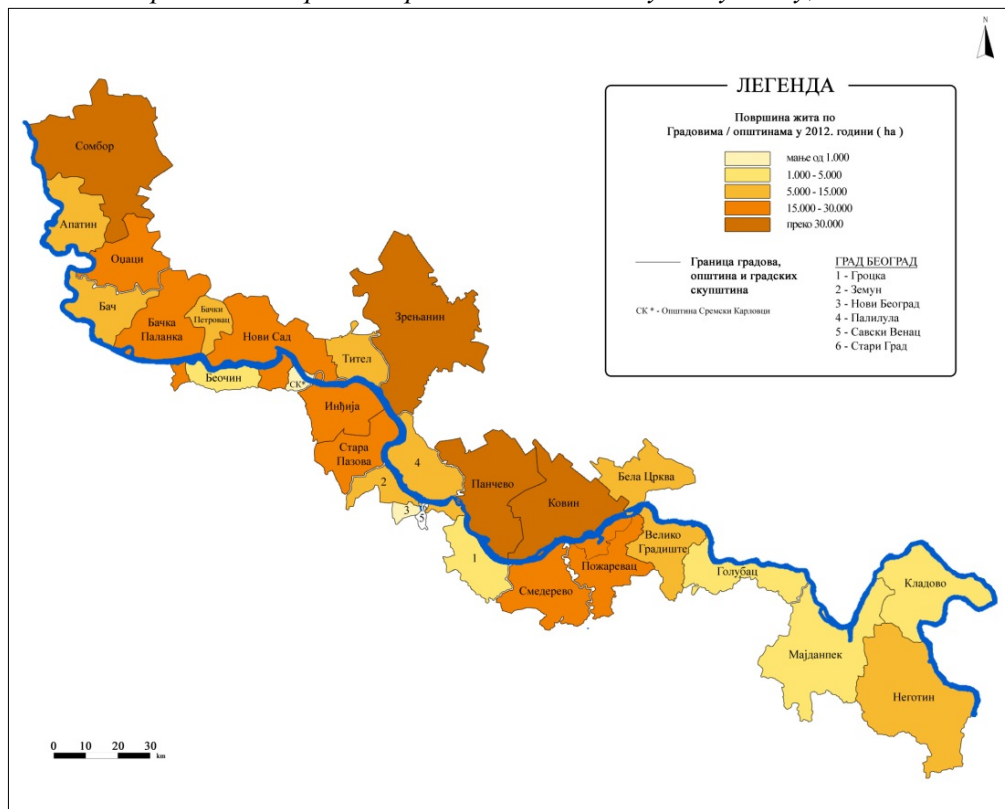 N
ЛЕГЕНДА
Површина жита по
Градовима / општинама у 2012. години ( ha )
мање од 1.000
1.000 - 5.000
5.000 - 15.000
15.000 - 30.000
преко 30.000
Граница градова,
општина и градских
скупштина
СК * - Општина Сремски Карловци
ГРАД БЕОГРАД
1 - Гроцка
2 - Земун
3 - Нови Београд
4 - Палилула
5 - Савски Венац
6 - Стари Град
Сомбор
Апатин
Оџаци
Бач
Бачка
Паланка
Бачки
Петровац
Нови Сад
Беочин
СК*
Тител
Зрењанин
Инђија
Стара
Пазова
4
2
3
5
1
Панчево
Ковин
Бела Црква
Смедерево
Пожаревац
Велико
Градиште
Голубац
Мајданпек
Кладово
Неготин
0 10 20 30
km